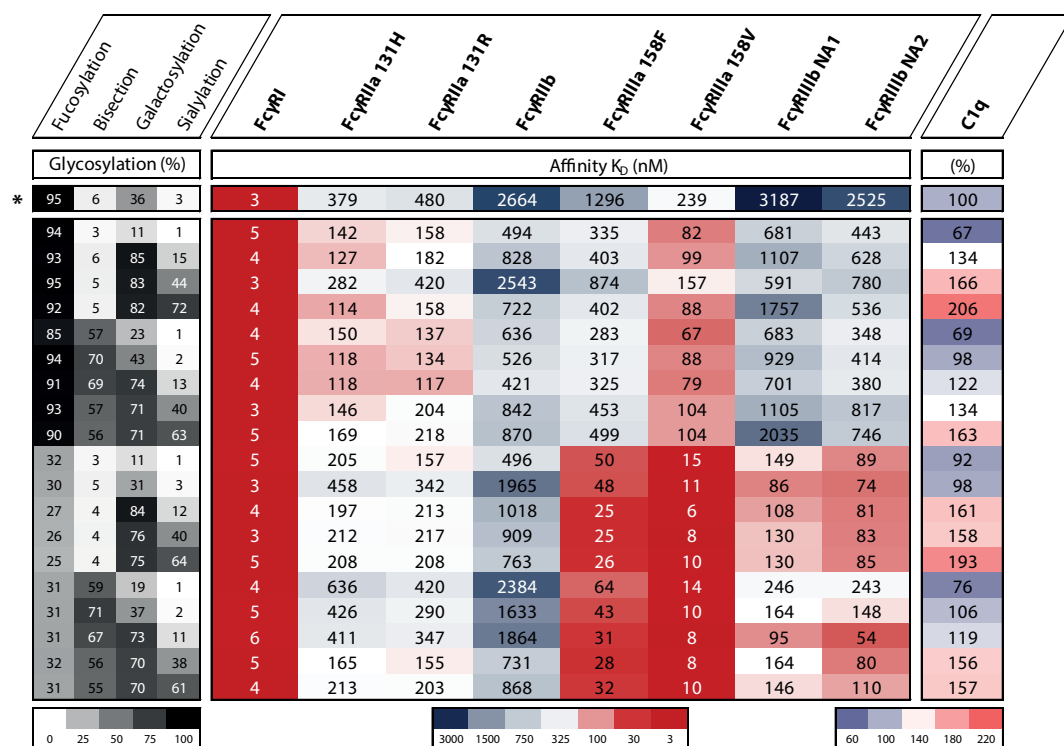 Fucosylation Bisection Galactosylation Sialylation FcγRI FcγRIIa 131H FcγRIIa 131R FcγRIIb FcγRIIIa 158F FcγRIIIa 158V FcγRIIIb NA1 FcγRIIIb NA2 C1q
Glycosylation (%) Affinity KD (nM) (%)
* 95 6 36 3 3 379 480 2664 1296 239 3187 2525 100
94 3 11 1 5 142 158 494 335 82 681 443 67
93 6 85 15 4 127 182 828 403 99 1107 628 134
95 5 83 44 3 282 420 2543 874 157 591 780 166
92 5 82 72 4 114 158 722 402 88 1757 536 206
85 57 23 1 4 150 137 636 283 67 683 348 69
94 70 43 2 5 118 134 526 317 88 929 414 98
91 69 74 13 4 118 117 421 325 79 701 380 122
93 57 71 40 3 146 204 842 453 104 1105 817 134
90 56 71 63 5 169 218 870 499 104 2035 746 163
32 3 11 1 5 205 157 496 50 15 149 89 92
30 5 31 3 3 458 342 1965 48 11 86 74 98
27 4 84 12 4 197 213 1018 25 6 108 81 161
26 4 76 40 3 212 217 909 25 8 130 83 158
25 4 75 64 5 208 208 763 26 10 130 85 193
31 59 19 1 4 636 420 2384 64 14 246 243 76
31 71 37 2 5 426 290 1633 43 10 164 148 106
31 67 73 11 6 411 347 1864 31 8 95 54 119
32 56 70 38 5 165 155 731 28 8 164 80 156
31 55 70 61 4 213 203 868 32 10 146 110 157
0 25 50 75 100 3000 1500 750 325 100 30 3 60 100 140 180 220